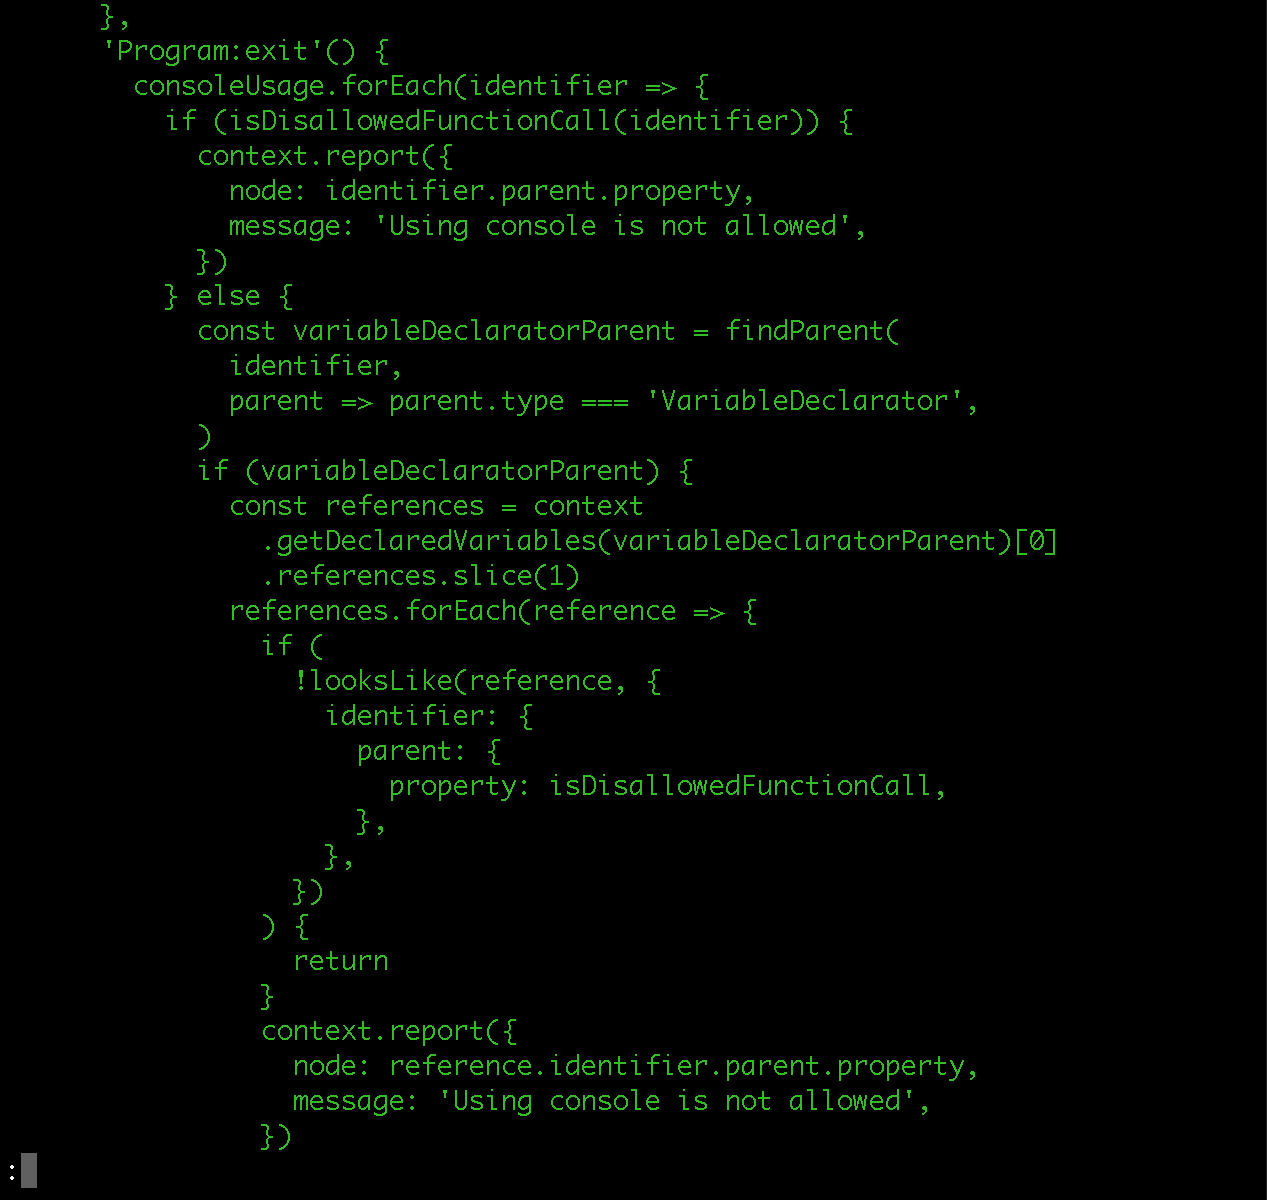 },
'Program:exit'() {
  consoleUsage.forEach(identifier => {
    if (isDisallowedFunctionCall(identifier)) {
      context.report({
        node: identifier.parent.property,
        message: 'Using console is not allowed',
      })
    } else {
      const variableDeclaratorParent = findParent(
        identifier,
        parent => parent.type === 'VariableDeclarator',
      )
      if (variableDeclaratorParent) {
        const references = context
          .getDeclaredVariables(variableDeclaratorParent)[0]
          .references.slice(1)
        references.forEach(reference => {
          if (
            !looksLike(reference, {
              identifier: {
                parent: {
                  property: isDisallowedFunctionCall,
                },
              },
            })
          ) {
            return
          }
          context.report({
            node: reference.identifier.parent.property,
            message: 'Using console is not allowed',
          })
: